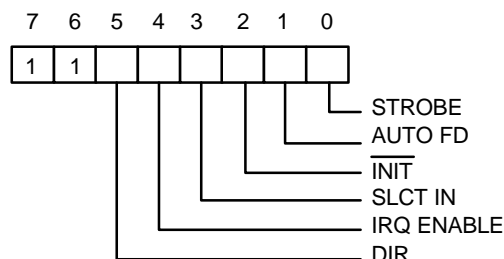 7 6 5 4 3 2 1 0
1 1
STROBE
AUTO FD
INIT
SLCT IN
IRQ ENABLE
DIR